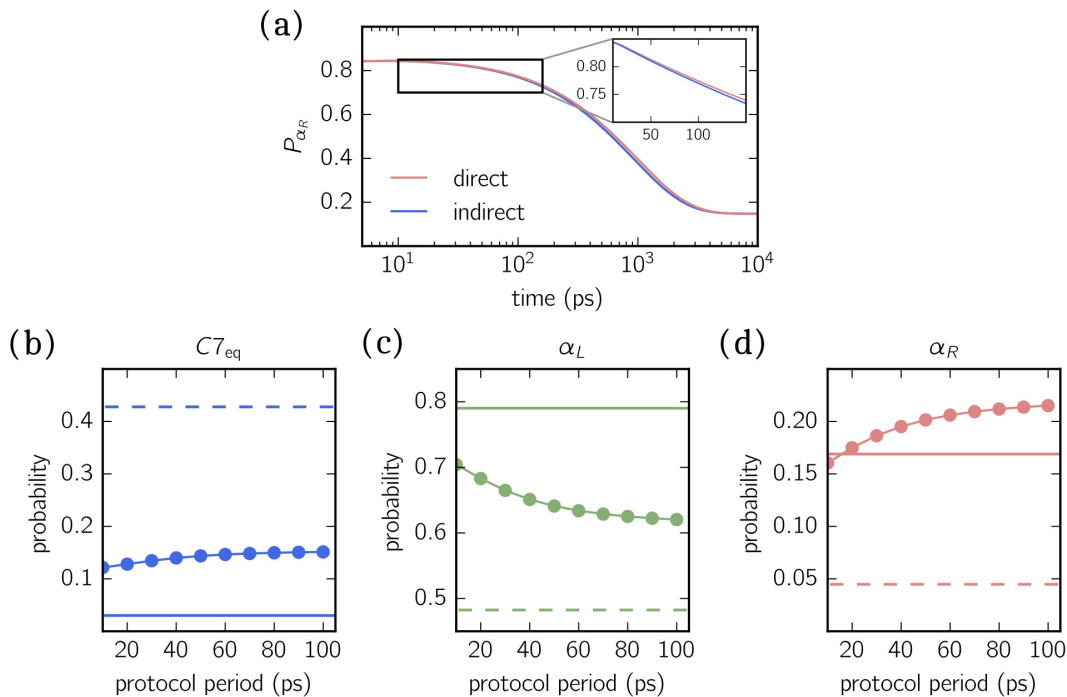 (a)
0.8
0.6
0.4
0.2
P_{α_R}
direct
indirect
0.80
0.75
50 100
10^1 10^2 10^3 10^4
time (ps)
(b)
C7_{eq}
0.4
0.3
0.2
0.1
probability
20 40 60 80 100
protocol period (ps)
(c)
α_L
0.8
0.7
0.6
0.5
probability
20 40 60 80 100
protocol period (ps)
(d)
α_R
0.20
0.15
0.10
0.05
probability
20 40 60 80 100
protocol period (ps)